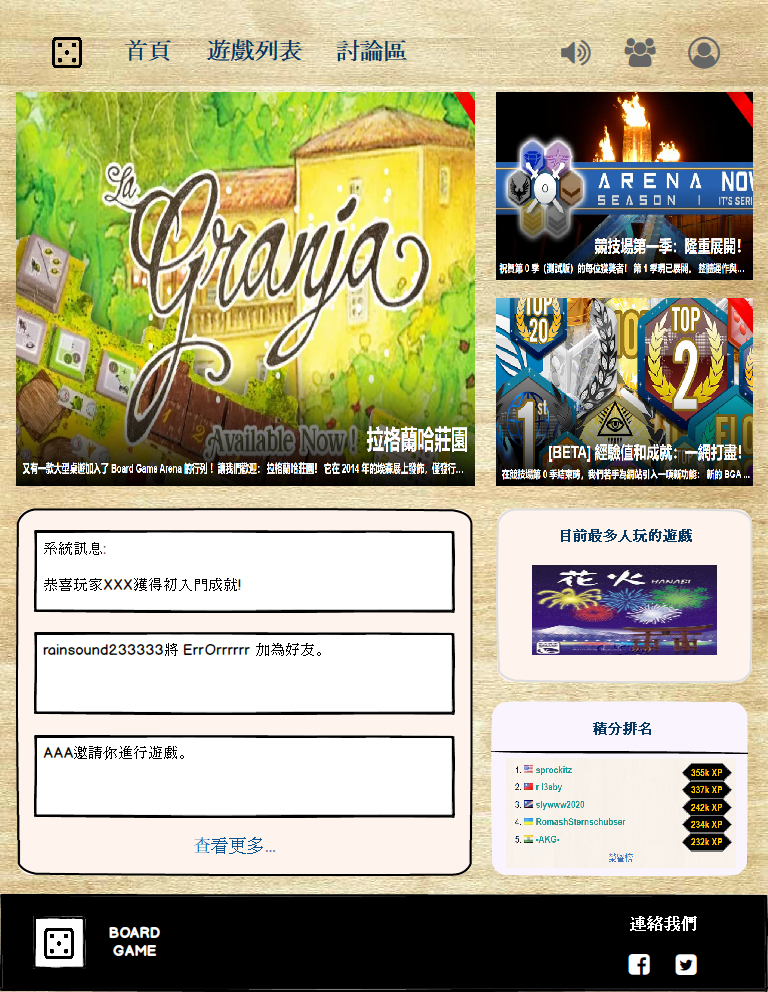 首頁 遊戲列表 討論區
La
Granja
Available Now ! 拉格蘭哈莊園
又有一款大型桌遊加入了 Board Game Arena 的行列！ 讓我們歡迎： 拉格蘭哈莊園！ 它在 2014 年的埃森展上發佈，僅發行...
0
ARENA NOW
SEASON 1 IT'S SERI
競技場第一季：隆重展開！
祝賀第 0 季（測試版）的每位獲獎者！ 第 1 季現已展開。 整體運作與...
TOP
20
TOP
2
1st
[BETA] 經驗值和成就：一網打盡！
在競技場第 0 季結束時，我們著手為網站引入一項新功能： 新的 BGA ...
系統訊息:
恭喜玩家XXX獲得初入門成就!
rainsound233333將 ErrOrrrrrr 加為好友。
AAA邀請你進行遊戲。
查看更多...
目前最多人玩的遊戲
花火 HANABI
積分排名
1. sprockitz 355k XP
2. r l3eby 337k XP
3. slywww2020 242k XP
4. RomashSternschubser 234k XP
5. -AKG- 232k XP
榮譽榜
BOARD
GAME
連絡我們